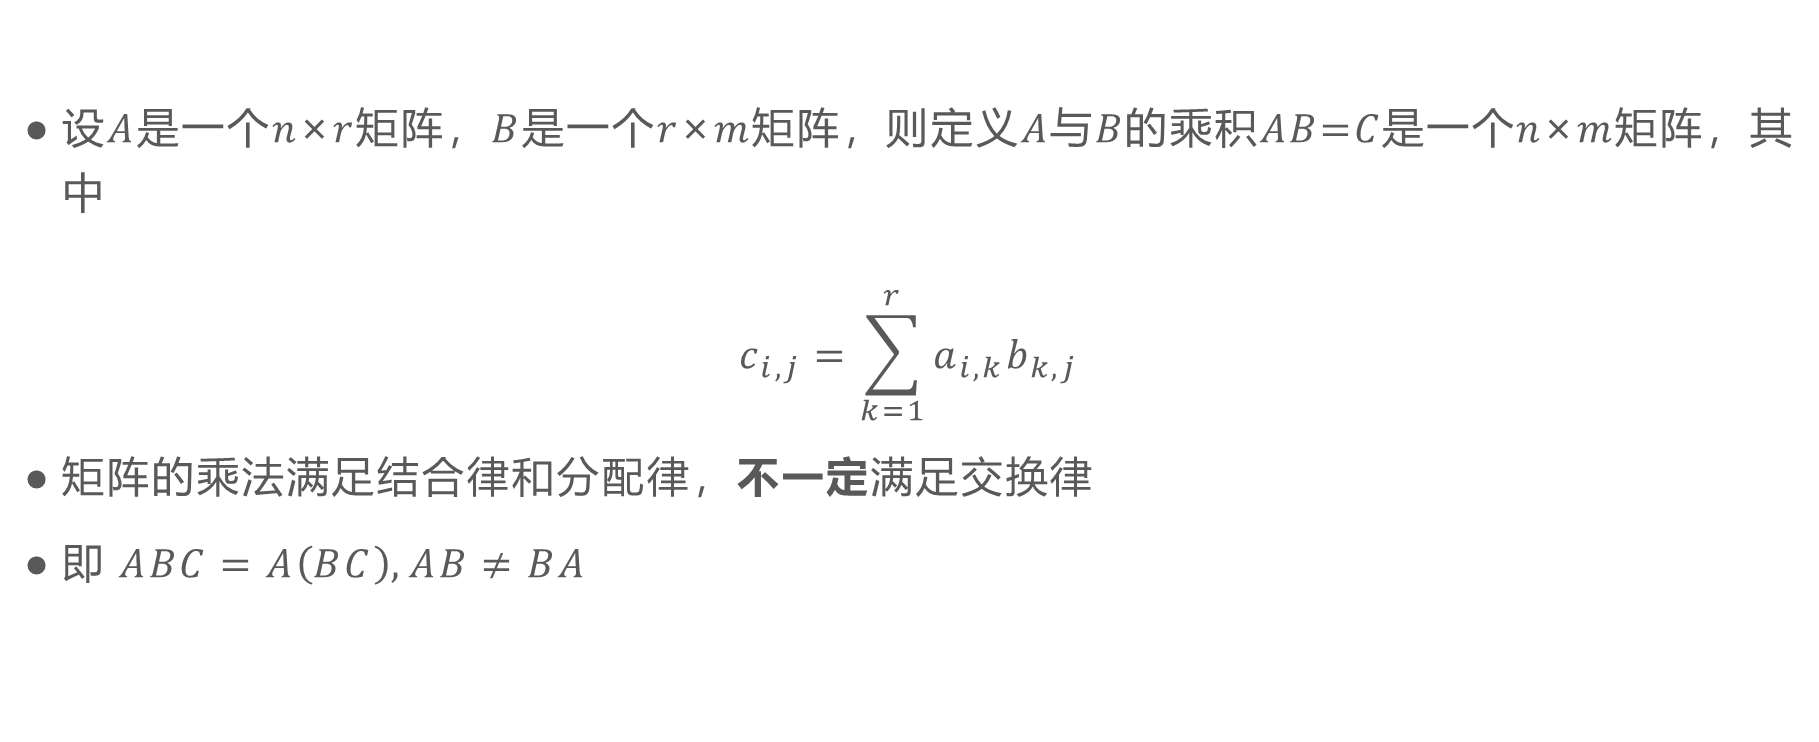 ● 设A是一个n×r矩阵，B是一个r×m矩阵，则定义A与B的乘积AB=C是一个n×m矩阵，其
中
c_{i,j} = \sum_{k=1}^{r} a_{i,k} b_{k,j}
● 矩阵的乘法满足结合律和分配律，不一定满足交换律
● 即 ABC = A(BC), AB ≠ BA